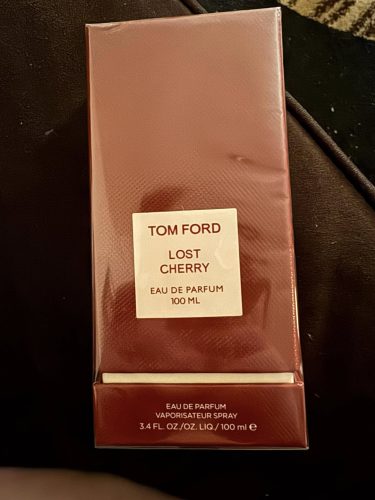 TOM FORD
LOST
CHERRY
EAU DE PARFUM
100 ML
EAU DE PARFUM
VAPORISATEUR SPRAY
3.4 FL. OZ./OZ. LIQ./ 100 ml ℮